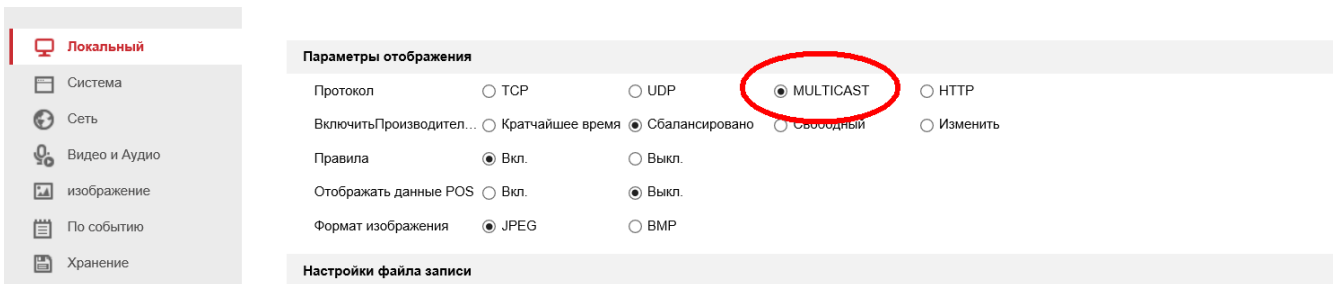 Локальный
Система
Сеть
Видео и Аудио
изображение
По событию
Хранение
Параметры отображения
Протокол TCP UDP MULTICAST HTTP
ВключитьПроизводител... Кратчайшее время Сбалансировано Свободный Изменить
Правила Вкл. Выкл.
Отображать данные POS Вкл. Выкл.
Формат изображения JPEG BMP
Настройки файла записи